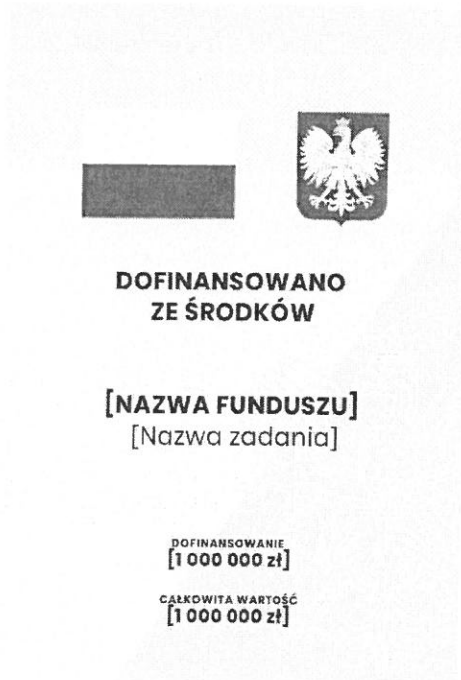 DOFINANSOWANO
ZE ŚRODKÓW
[NAZWA FUNDUSZU]
[Nazwa zadania]
DOFINANSOWANIE
[1 000 000 zł]
CAŁKOWITA WARTOŚĆ
[1 000 000 zł]